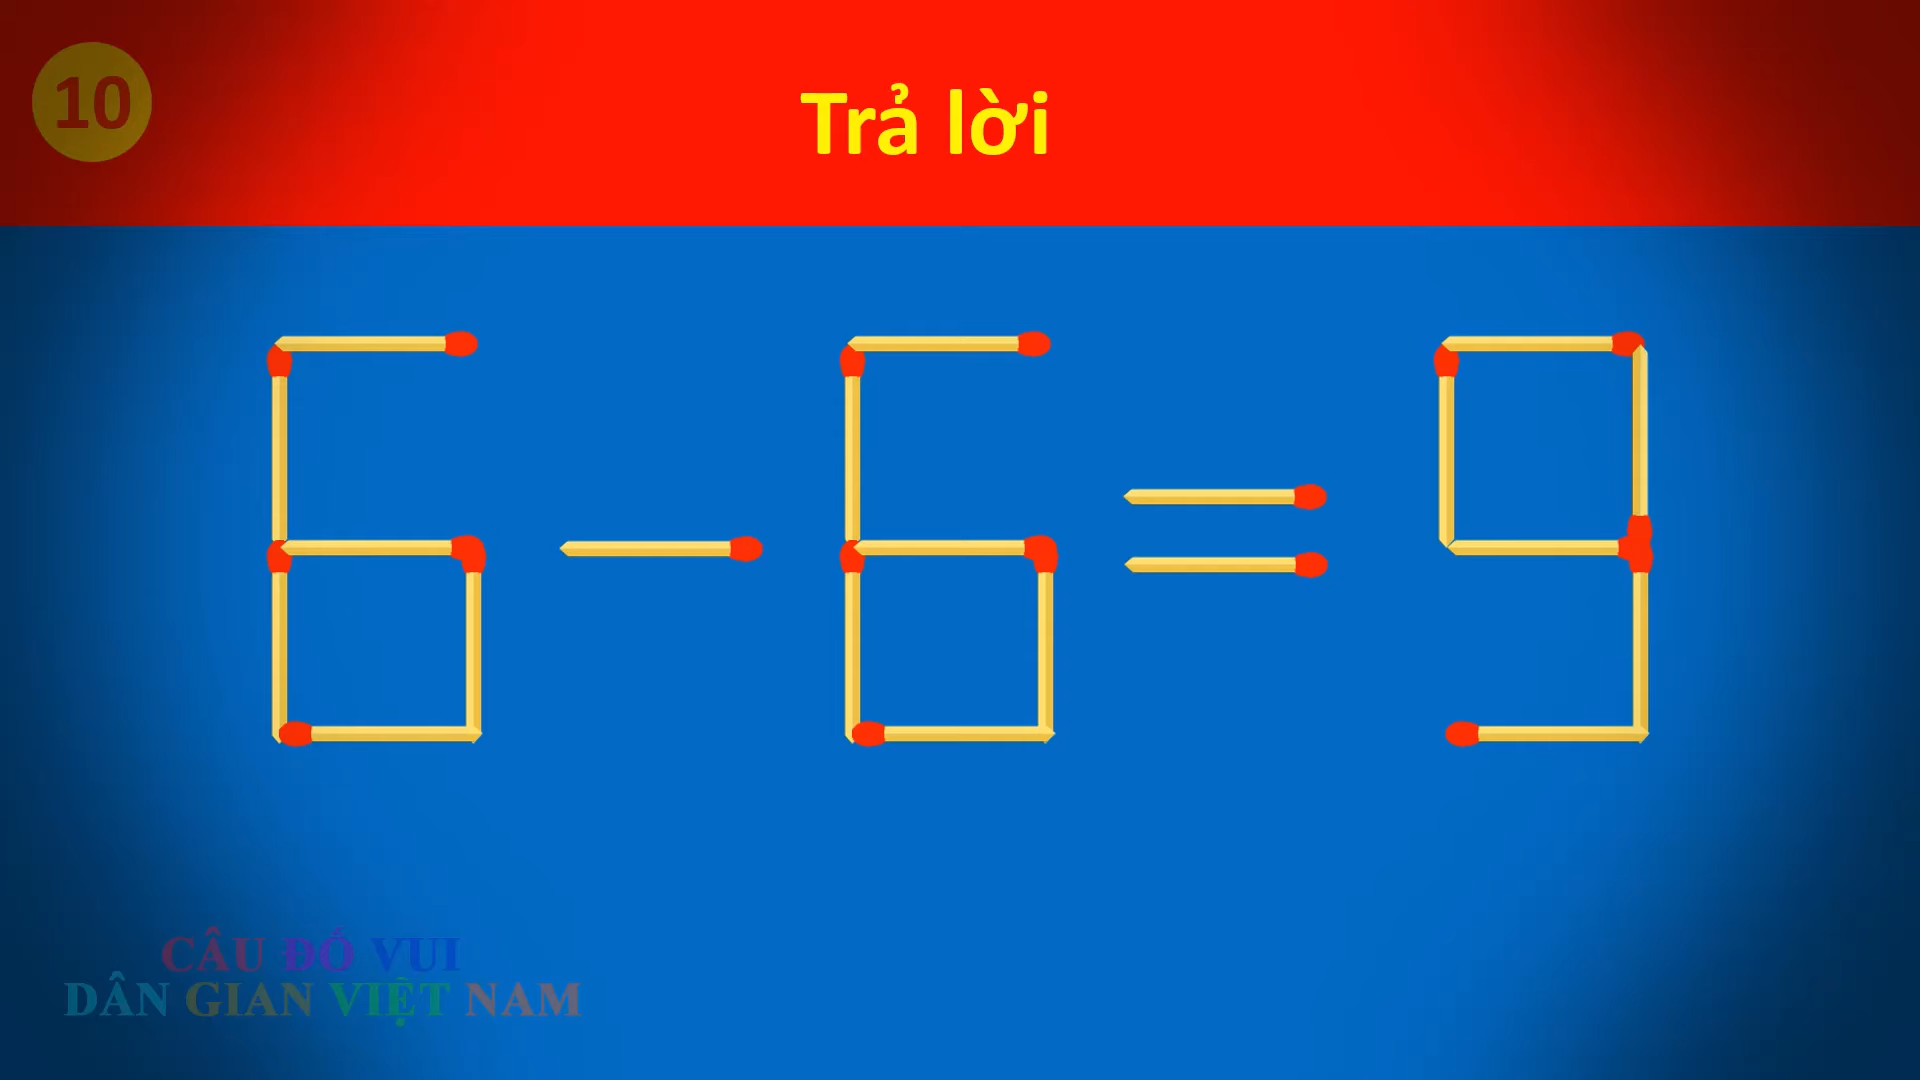 10
Trả lời
6 - 6 = 9
CÂU ĐỐ VUI
DÂN GIAN VIỆT NAM